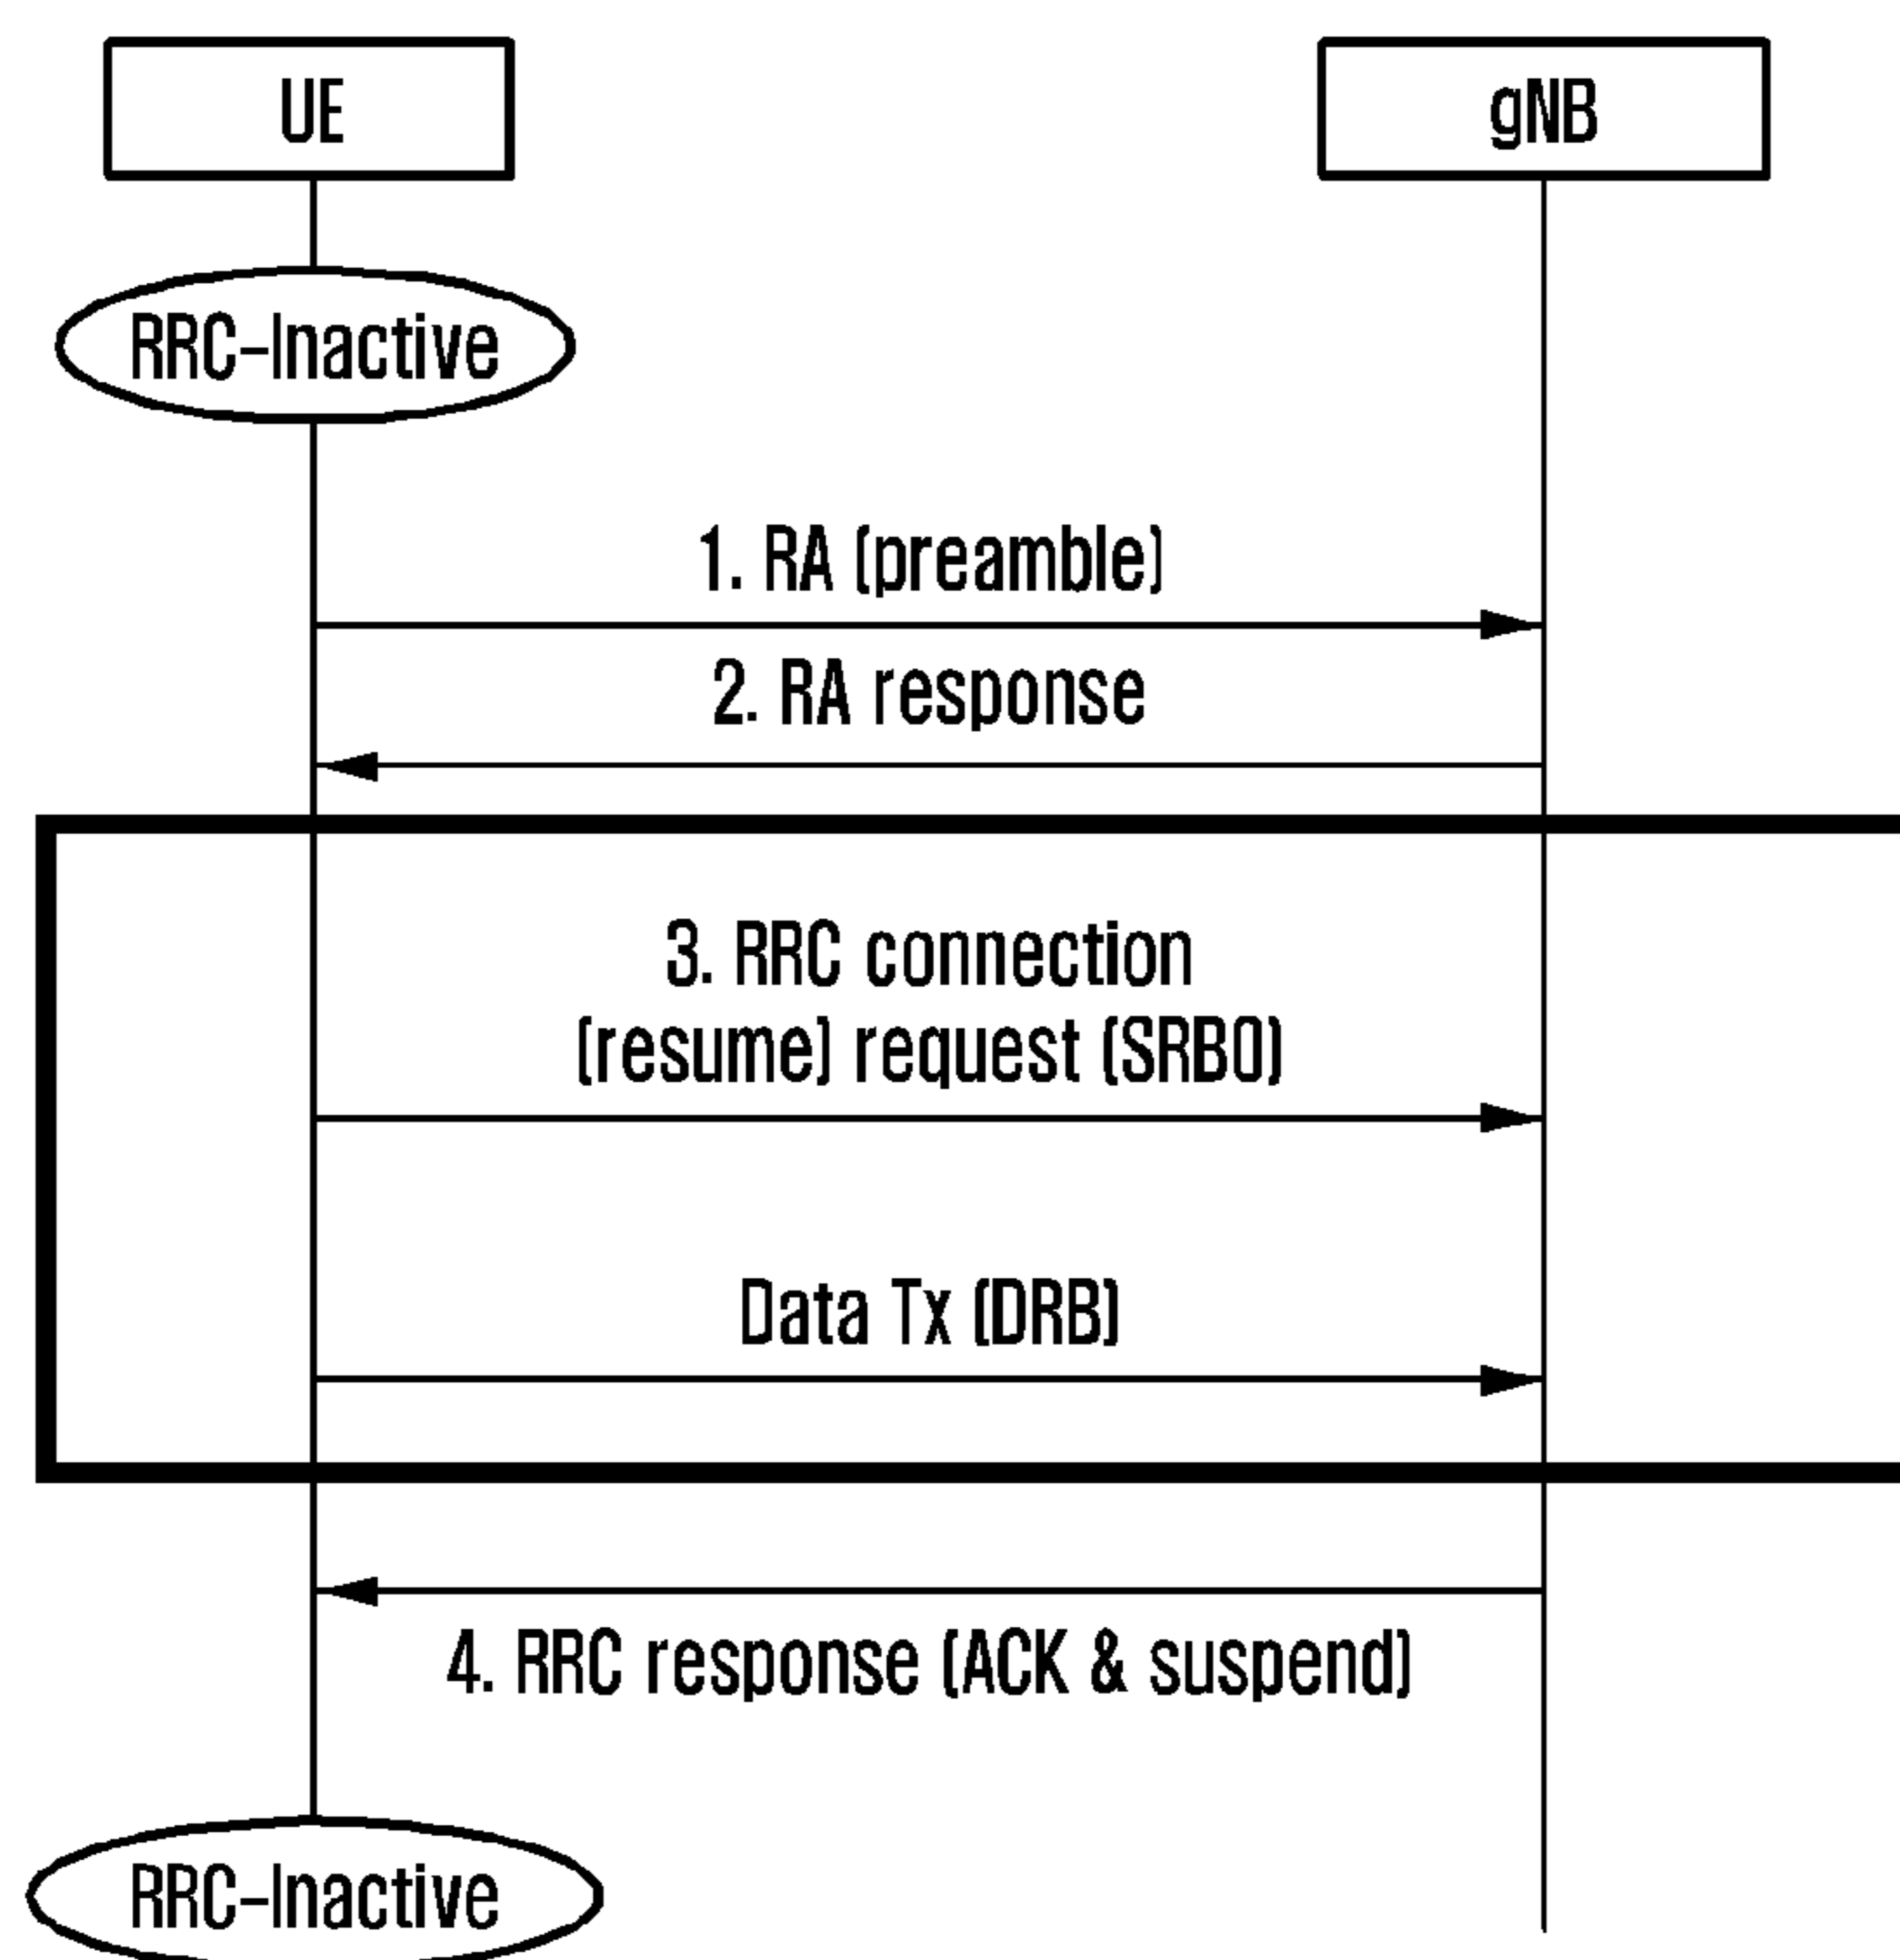 UE
gNB
RRC-Inactive
1. RA (preamble)
2. RA response
3. RRC connection
(resume) request (SRB0)
Data Tx (DRB)
4. RRC response (ACK & suspend)
RRC-Inactive